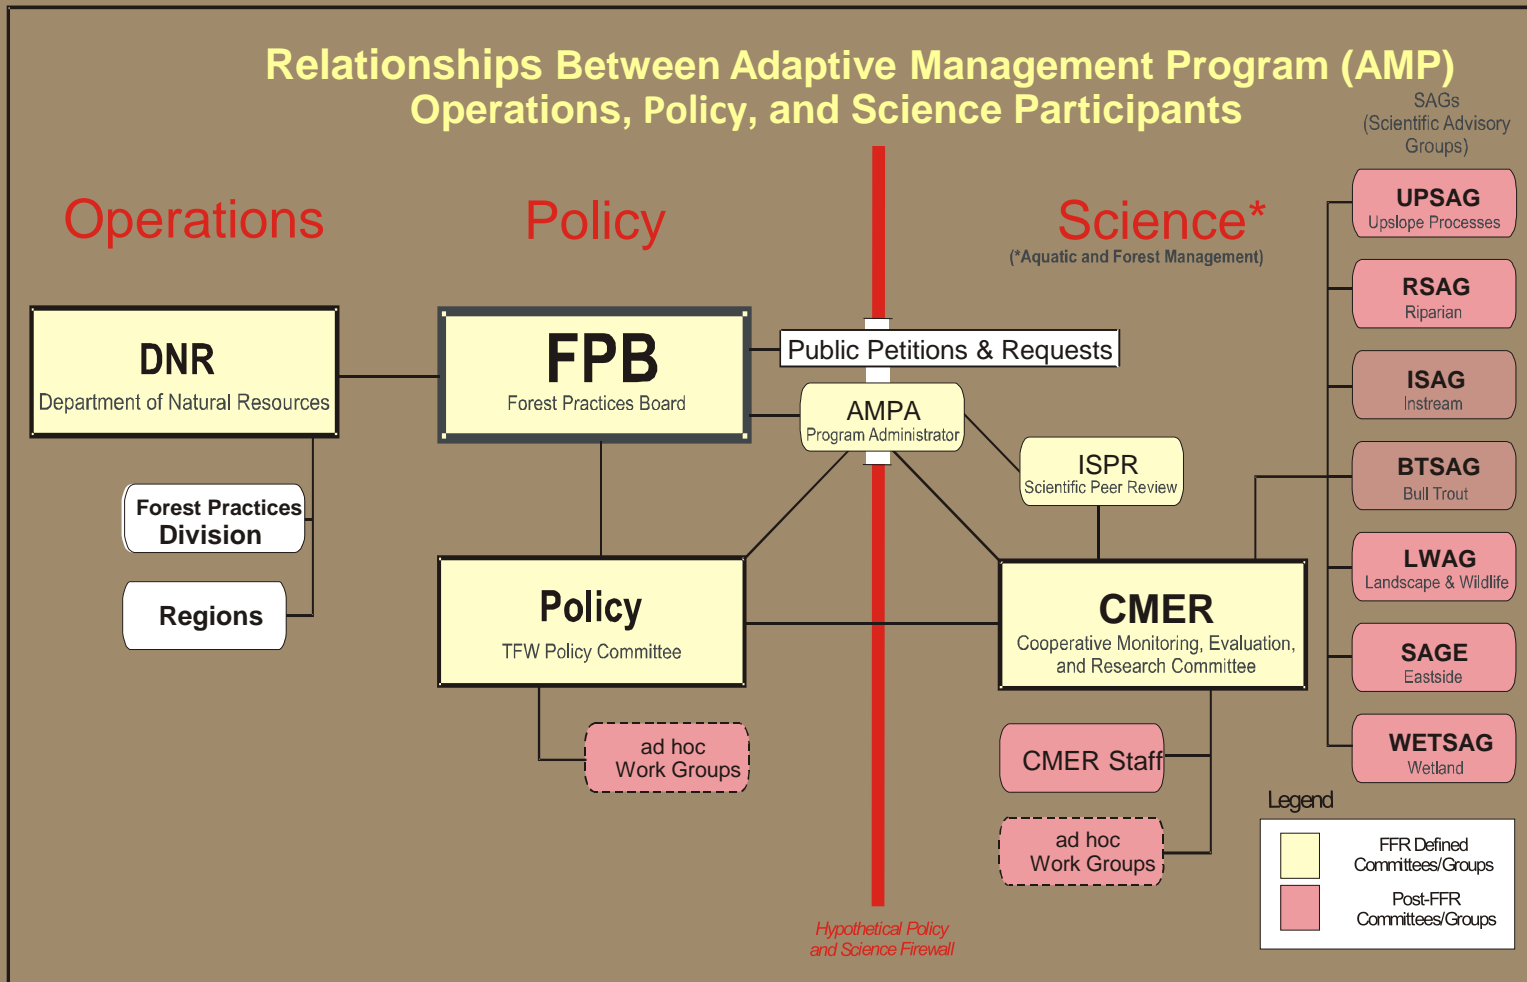 Relationships Between Adaptive Management Program (AMP)
Operations, Policy, and Science Participants
SAGs
(Scientific Advisory
Groups)
Operations
Policy
Science*
(*Aquatic and Forest Management)
DNR
Department of Natural Resources
Forest Practices
Division
Regions
FPB
Forest Practices Board
Public Petitions & Requests
AMPA
Program Administrator
ISPR
Scientific Peer Review
Policy
TFW Policy Committee
ad hoc
Work Groups
CMER
Cooperative Monitoring, Evaluation,
and Research Committee
CMER Staff
ad hoc
Work Groups
UPSAG
Upslope Processes
RSAG
Riparian
ISAG
Instream
BTSAG
Bull Trout
LWAG
Landscape & Wildlife
SAGE
Eastside
WETSAG
Wetland
Hypothetical Policy
and Science Firewall
Legend
FFR Defined
Committees/Groups
Post-FFR
Committees/Groups